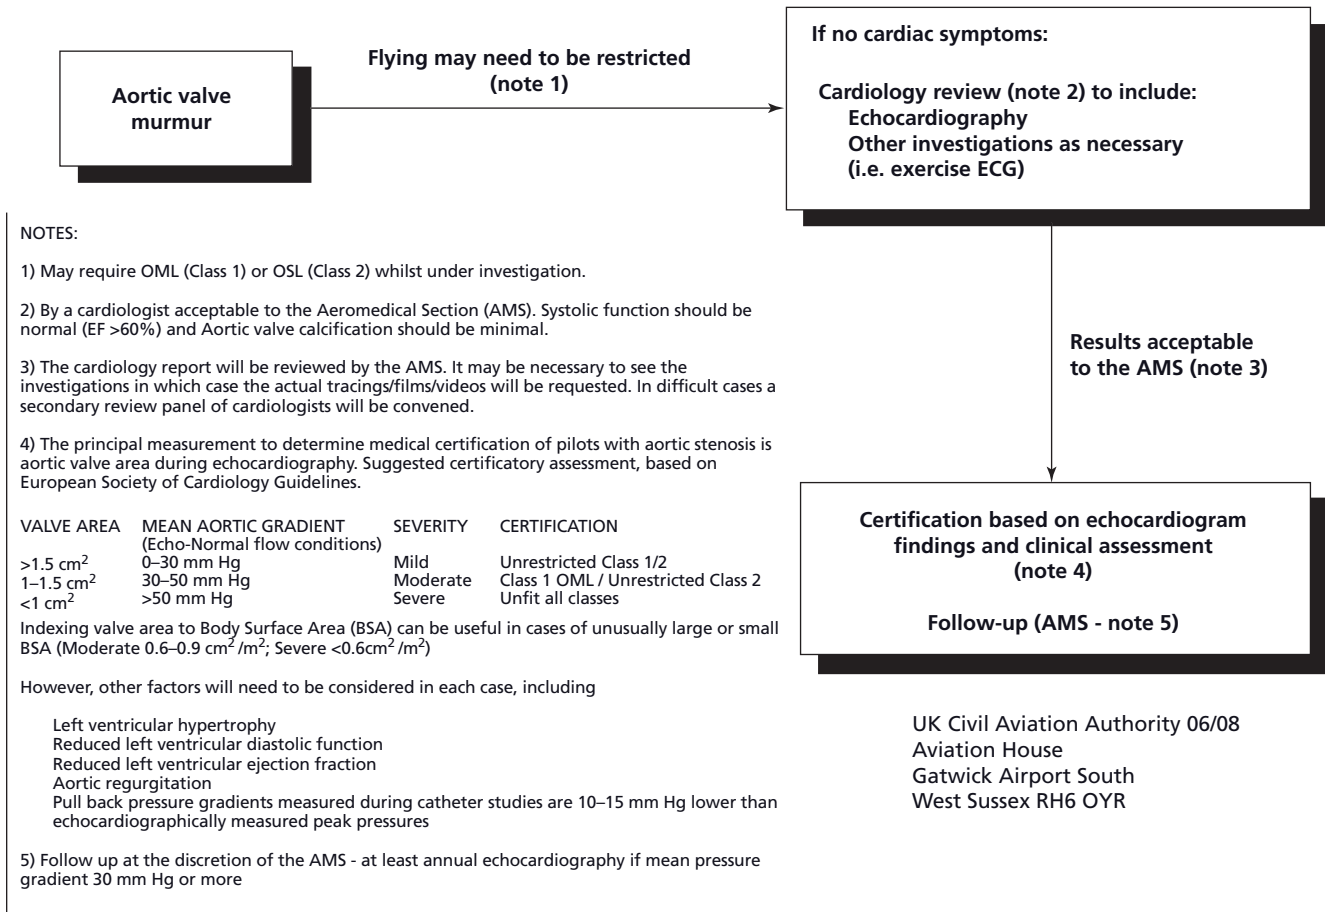 Aortic valve
murmur
Flying may need to be restricted
(note 1)
If no cardiac symptoms:
Cardiology review (note 2) to include:
Echocardiography
Other investigations as necessary
(i.e. exercise ECG)
Results acceptable
to the AMS (note 3)
Certification based on echocardiogram
findings and clinical assessment
(note 4)
Follow-up (AMS - note 5)
UK Civil Aviation Authority 06/08
Aviation House
Gatwick Airport South
West Sussex RH6 OYR
NOTES:
1) May require OML (Class 1) or OSL (Class 2) whilst under investigation.
2) By a cardiologist acceptable to the Aeromedical Section (AMS). Systolic function should be
normal (EF >60%) and Aortic valve calcification should be minimal.
3) The cardiology report will be reviewed by the AMS. It may be necessary to see the
investigations in which case the actual tracings/films/videos will be requested. In difficult cases a
secondary review panel of cardiologists will be convened.
4) The principal measurement to determine medical certification of pilots with aortic stenosis is
aortic valve area during echocardiography. Suggested certificatory assessment, based on
European Society of Cardiology Guidelines.
VALVE AREA MEAN AORTIC GRADIENT SEVERITY CERTIFICATION
(Echo-Normal flow conditions)
>1.5 cm² 0–30 mm Hg Mild Unrestricted Class 1/2
1–1.5 cm² 30–50 mm Hg Moderate Class 1 OML / Unrestricted Class 2
<1 cm² >50 mm Hg Severe Unfit all classes
Indexing valve area to Body Surface Area (BSA) can be useful in cases of unusually large or small
BSA (Moderate 0.6–0.9 cm² /m²; Severe <0.6cm² /m²)
However, other factors will need to be considered in each case, including
Left ventricular hypertrophy
Reduced left ventricular diastolic function
Reduced left ventricular ejection fraction
Aortic regurgitation
Pull back pressure gradients measured during catheter studies are 10–15 mm Hg lower than
echocardiographically measured peak pressures
5) Follow up at the discretion of the AMS - at least annual echocardiography if mean pressure
gradient 30 mm Hg or more